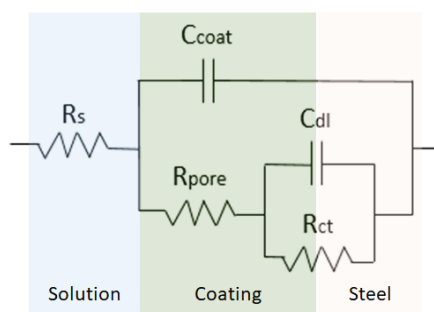 Ccoat
Rs
Cdl
Rpore
Rct
Solution Coating Steel